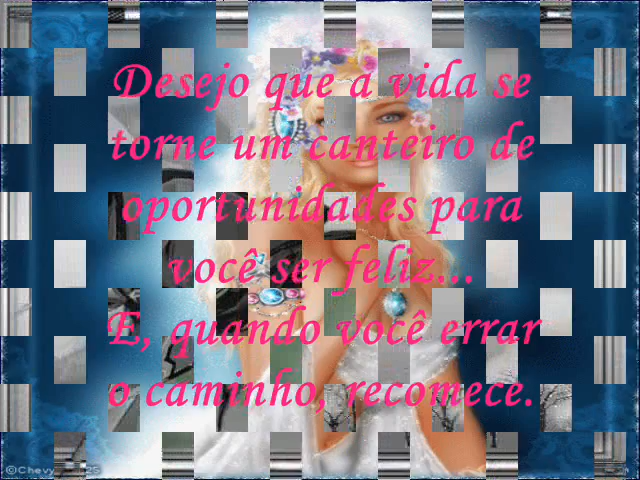 Desejo que a vida se
torne um canteiro de
oportunidades para
você ser feliz...
E, quando você errar
o caminho, recomece.